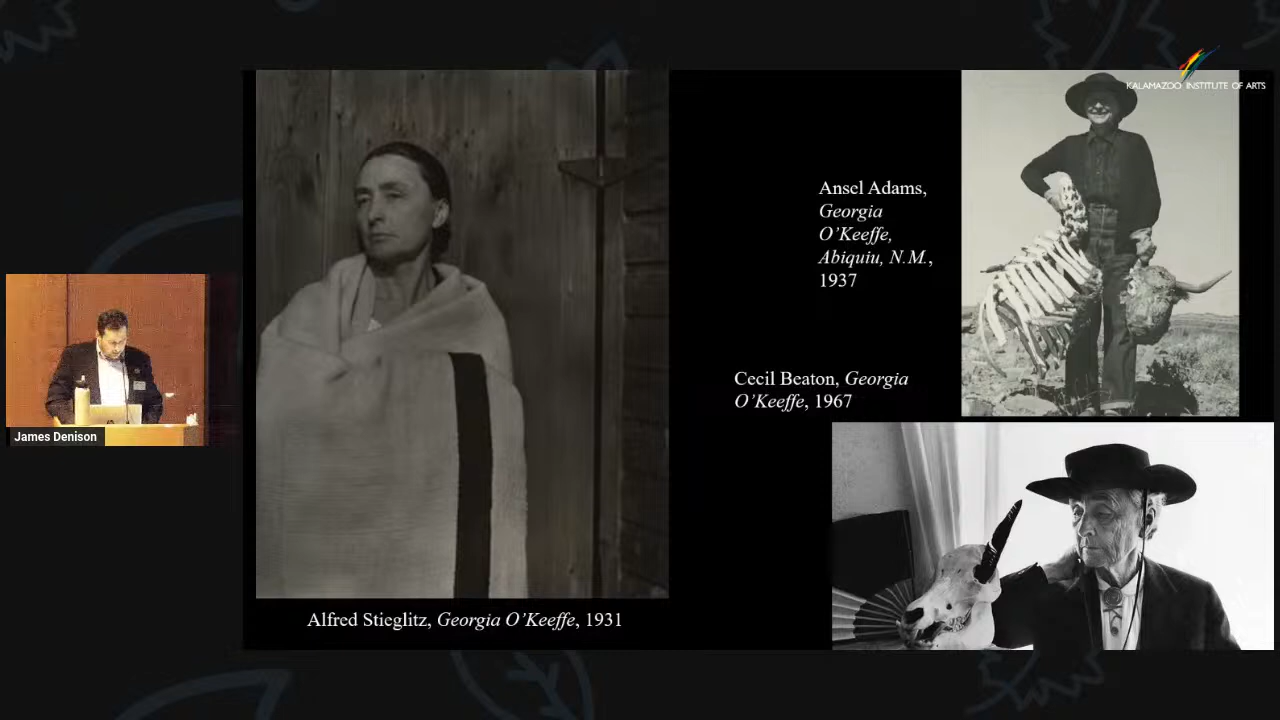 KALAMAZOO INSTITUTE OF ARTS
Ansel Adams,
Georgia
O’Keeffe,
Abiquiu, N.M.,
1937
Cecil Beaton, Georgia
O’Keeffe, 1967
James Denison
Alfred Stieglitz, Georgia O’Keeffe, 1931